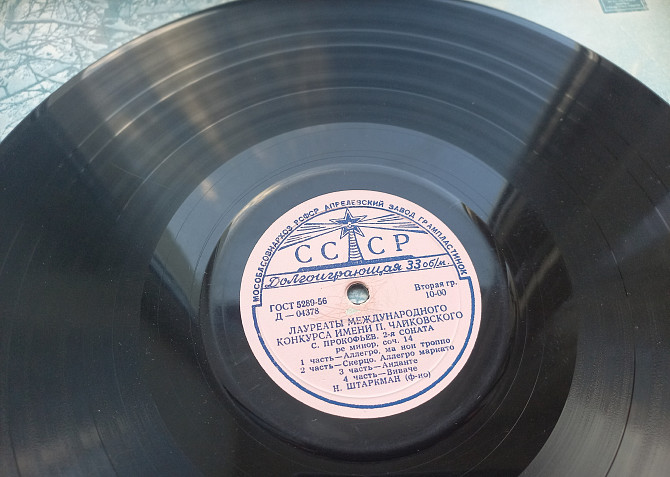 МОСОБЛСОВНАРХОЗ РСФСР АПРЕЛЕВСКИЙ ЗАВОД ГРАМПЛАСТИНОК
СССР
Долгоиграющая 33 об/м.
ГОСТ 5289-56
Вторая гр.
Д — 04378
10-00
ЛАУРЕАТЫ МЕЖДУНАРОДНОГО
КОНКУРСА ИМЕНИ П. ЧАЙКОВСКОГО
С. ПРОКОФЬЕВ. 2-я СОНАТА
ре минор, соч. 14
1 часть—Аллегро, ма нон троппо
2 часть—Скерцо. Аллегро маркато
3 часть—Анданте
4 часть—Виваче
Н. ШТАРКМАН (ф-но)